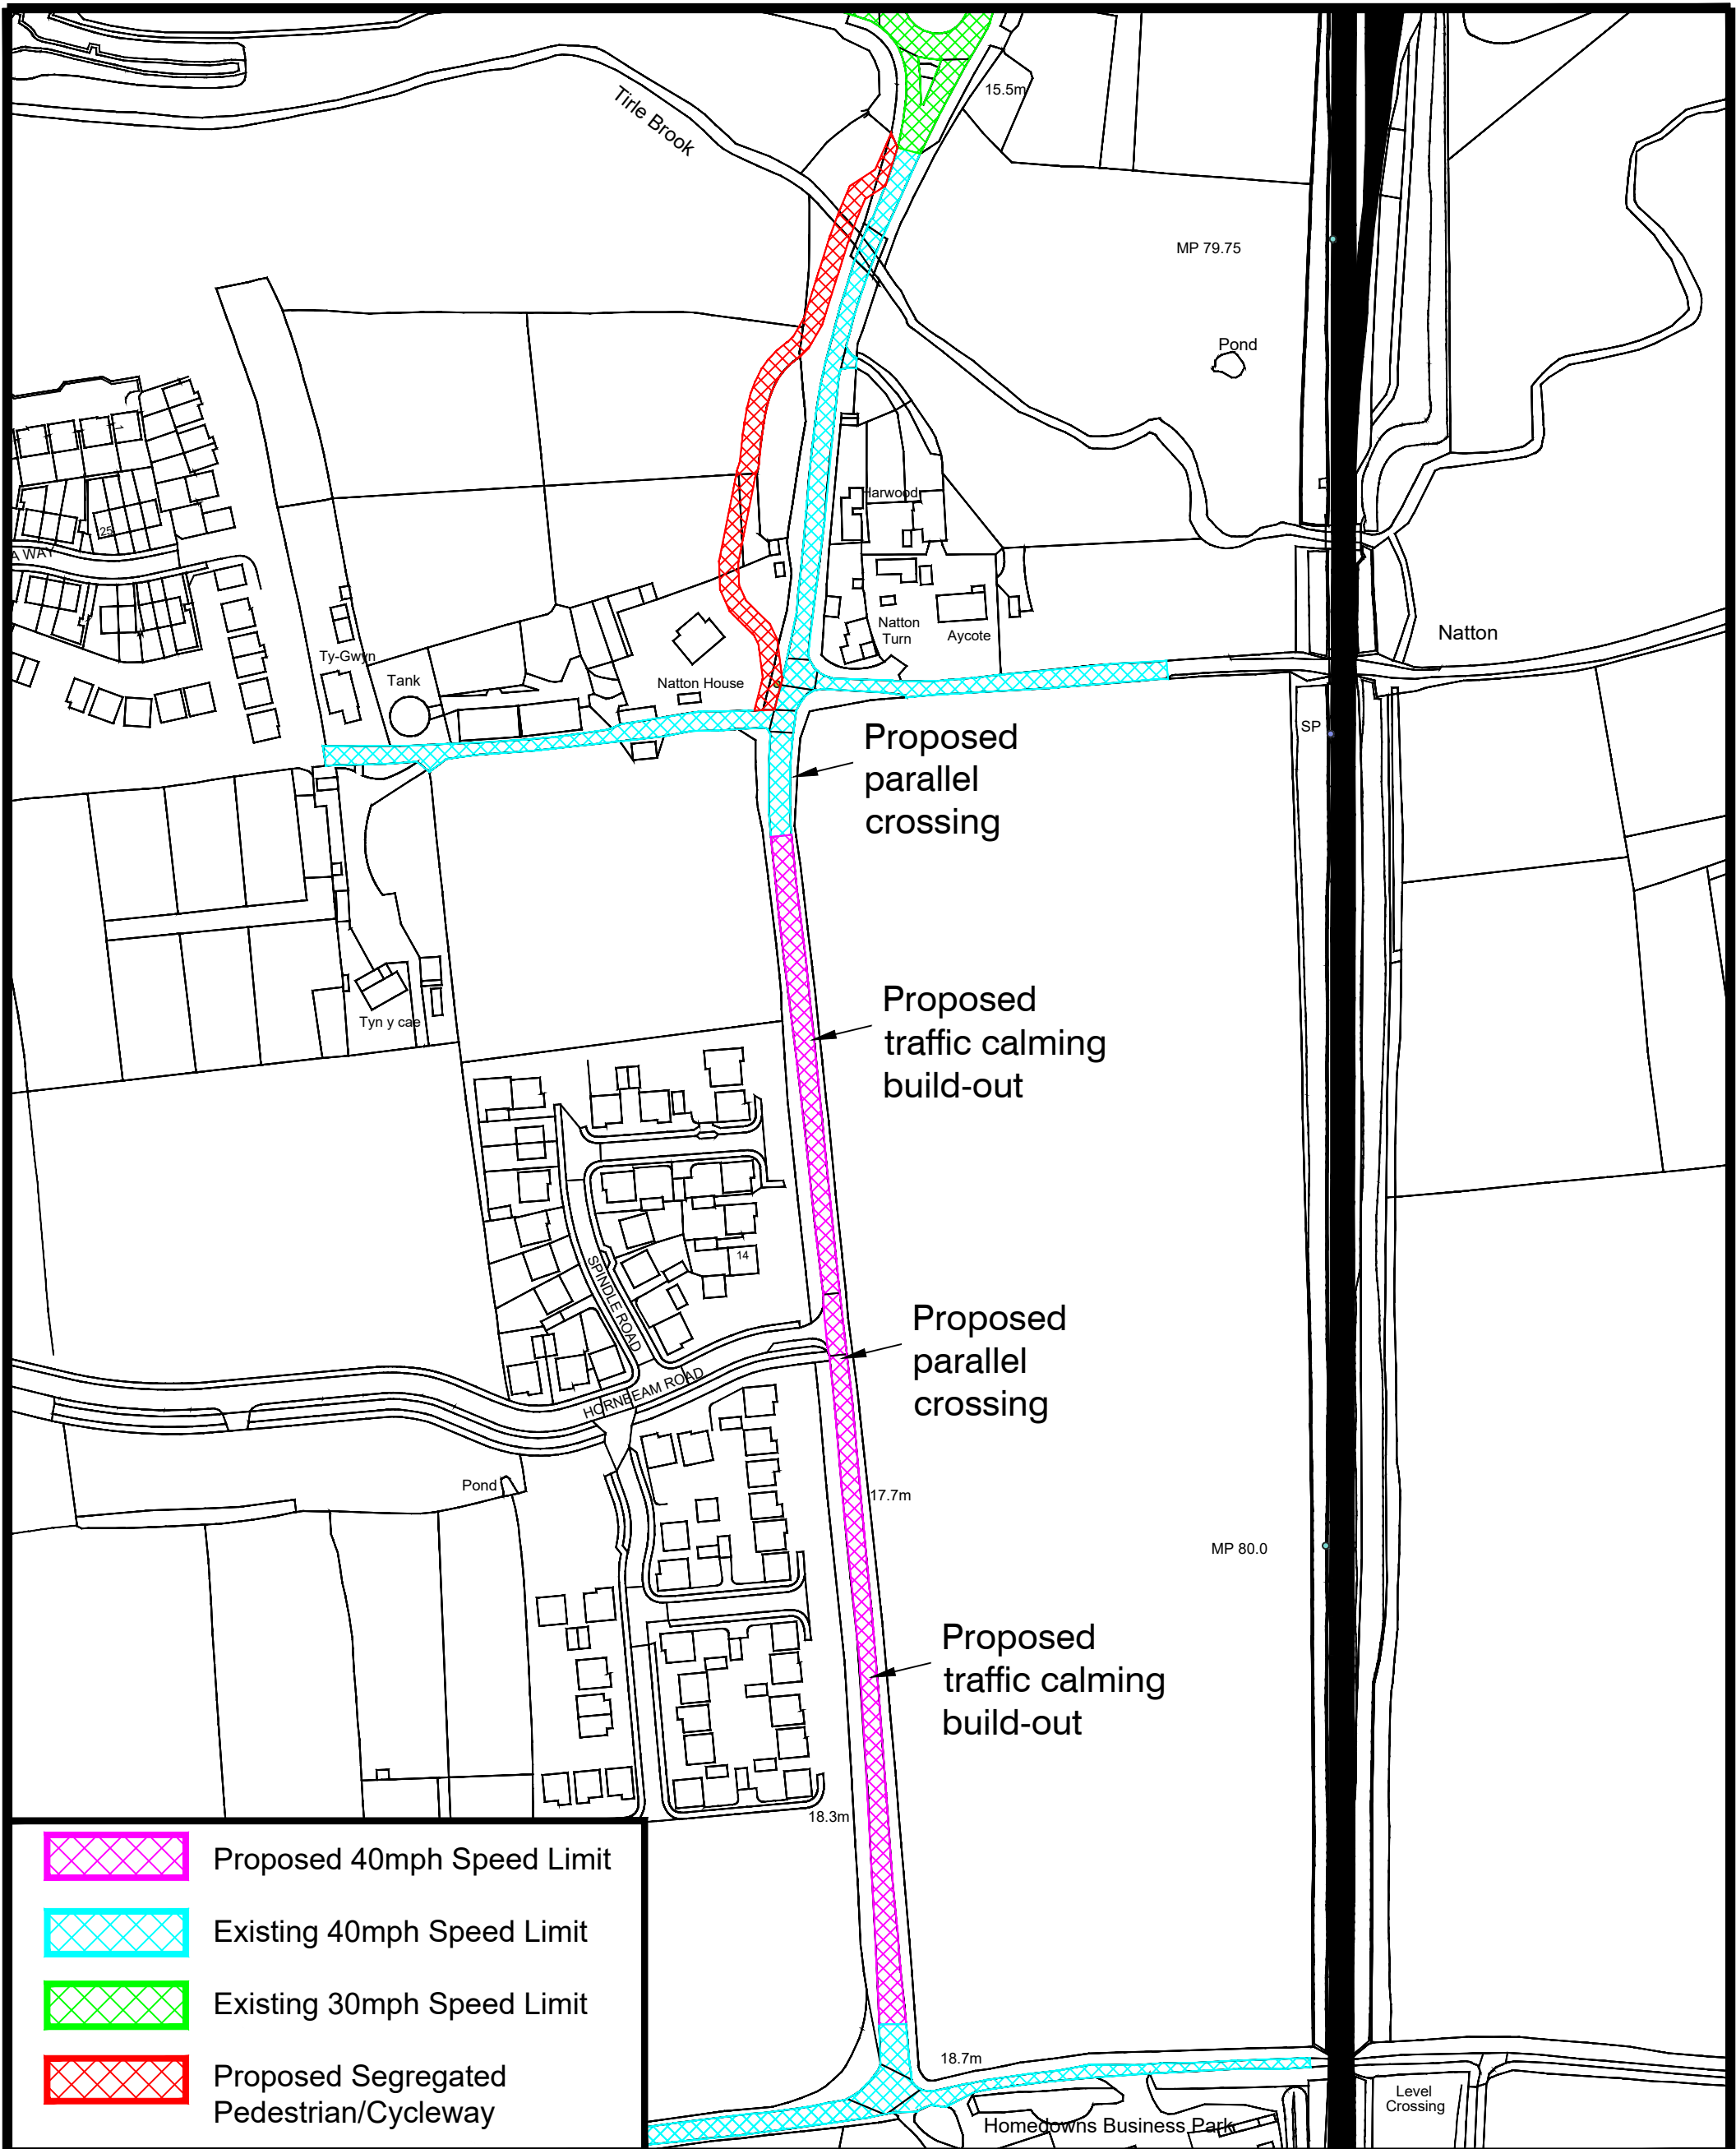 15.5m
Tirle Brook
MP 79.75
Pond
Harwood
25
A WAY
Natton
Turn
Aycote
Natton
Ty-Gwyn
Tank
Natton House
SP
Proposed
parallel
crossing
Proposed
traffic calming
build-out
Tyn y cae
14
SPINDLE ROAD
HORNBEAM ROAD
Proposed
parallel
crossing
Pond
17.7m
MP 80.0
Proposed
traffic calming
build-out
18.3m
Proposed 40mph Speed Limit
Existing 40mph Speed Limit
Existing 30mph Speed Limit
Proposed Segregated
Pedestrian/Cycleway
18.7m
Level
Crossing
Homedowns Business Park